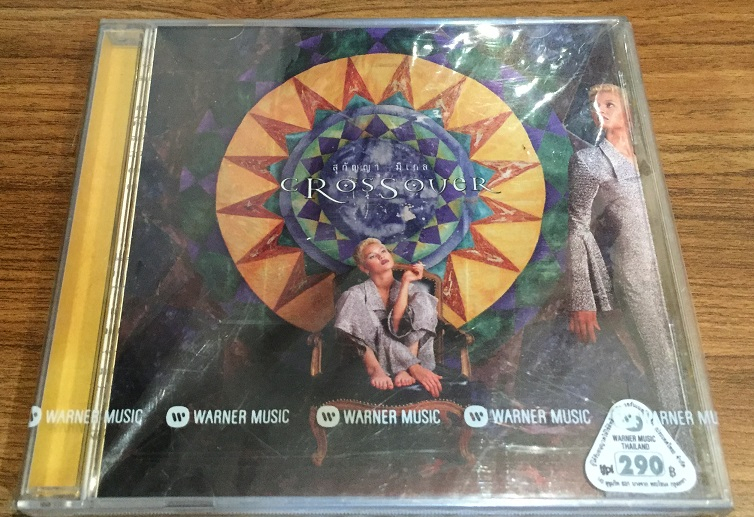 สุกัญญา มิเกล
CROSSOVER
WARNER MUSIC
WARNER MUSIC
WARNER MUSIC
WARNER MUSIC
WARNER MU
WARNER MUSIC
THAILAND
290 ฿